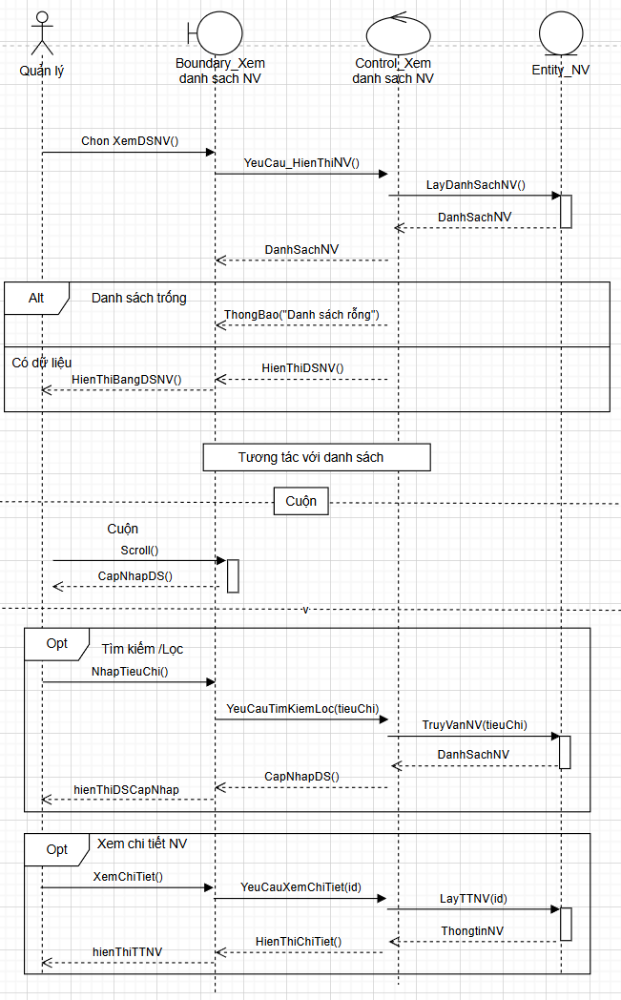 Quản lý
Boundary_Xem
danh sach NV
Control_Xem
danh sach NV
Entity_NV
Chon XemDSNV()
YeuCau_HienThiNV()
LayDanhSachNV()
DanhSachNV
DanhSachNV
Alt
Danh sách trống
ThongBao("Danh sách rỗng")
Có dữ liệu
HienThiDSNV()
HienThiBangDSNV()
Tương tác với danh sách
Cuộn
Cuộn
Scroll()
CapNhapDS()
v
Opt
Tìm kiếm /Lọc
NhapTieuChi()
YeuCauTimKiemLoc(tieuChi)
TruyVanNV(tieuChi)
DanhSachNV
CapNhapDS()
hienThiDSCapNhap
Opt
Xem chi tiết NV
XemChiTiet()
YeuCauXemChiTiet(id)
LayTTNV(id)
ThongtinNV
HienThiChiTiet()
hienThiTTNV